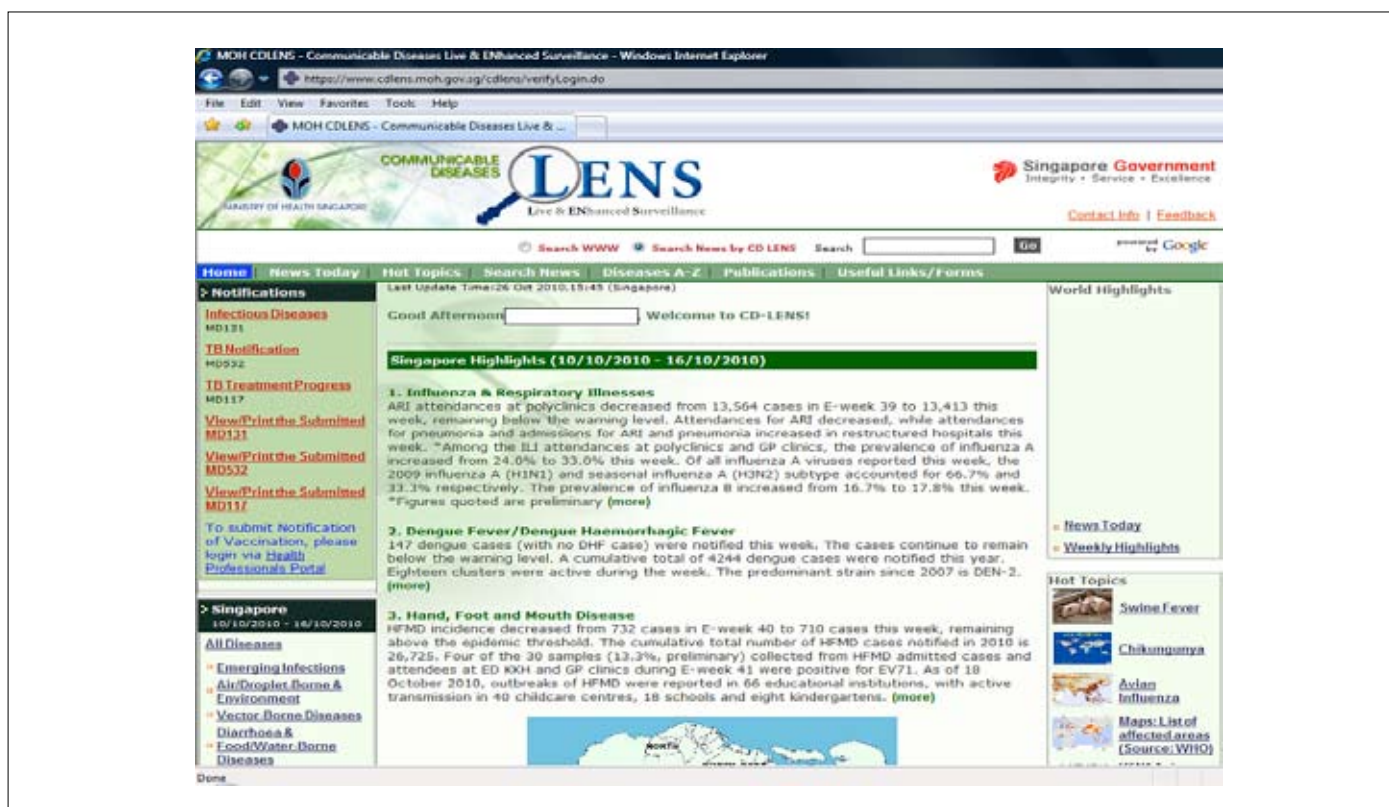 MOH CDLENS - Communicable Diseases Live & ENhanced Surveillance - Windows Internet Explorer
https://www.cdlens.moh.gov.sg/cdlens/verifyLogin.do
File Edit View Favorites Tools Help
MOH CDLENS - Communicable Diseases Live & ...
MINISTRY OF HEALTH SINGAPORE
COMMUNICABLE
DISEASES
LENS
Live & ENhanced Surveillance
Singapore Government
Integrity • Service • Excellence
Contact Info | Feedback
Search WWW Search News by CD LENS Search Go powered by Google
Home | News Today | Hot Topics | Search News | Diseases A-Z | Publications | Useful Links/Forms
> Notifications
Infectious Diseases
MD131
TB Notification
MD532
TB Treatment Progress
MD117
View/Print the Submitted
MD131
View/Print the Submitted
MD532
View/Print the Submitted
MD117
To submit Notification
of Vaccination, please
login via Health
Professionals Portal
> Singapore
10/10/2010 - 16/10/2010
All Diseases
Emerging Infections
Air/Droplet-Borne &
Environment
Vector-Borne Diseases
Diarrhoea &
Food/Water-Borne
Diseases
Last Update Time:26 Oct 2010,15:45 (Singapore)
Good Afternoon , Welcome to CD-LENS!
Singapore Highlights (10/10/2010 - 16/10/2010)
1. Influenza & Respiratory Illnesses
ARI attendances at polyclinics decreased from 13,564 cases in E-week 39 to 13,413 this
week, remaining below the warning level. Attendances for ARI decreased, while attendances
for pneumonia and admissions for ARI and pneumonia increased in restructured hospitals this
week. *Among the ILI attendances at polyclinics and GP clinics, the prevalence of influenza A
increased from 24.0% to 33.0% this week. Of all influenza A viruses reported this week, the
2009 influenza A (H1N1) and seasonal influenza A (H3N2) subtype accounted for 66.7% and
33.3% respectively. The prevalence of influenza B increased from 16.7% to 17.8% this week.
*Figures quoted are preliminary (more)
2. Dengue Fever/Dengue Haemorrhagic Fever
147 dengue cases (with no DHF case) were notified this week. The cases continue to remain
below the warning level. A cumulative total of 4244 dengue cases were notified this year.
Eighteen clusters were active during the week. The predominant strain since 2007 is DEN-2.
(more)
3. Hand, Foot and Mouth Disease
HFMD incidence decreased from 732 cases in E-week 40 to 710 cases this week, remaining
above the epidemic threshold. The cumulative total number of HFMD cases notified in 2010 is
26,725. Four of the 30 samples (13.3%, preliminary) collected from HFMD admitted cases and
attendees at ED KKH and GP clinics during E-week 41 were positive for EV71. As of 18
October 2010, outbreaks of HFMD were reported in 66 educational institutions, with active
transmission in 40 childcare centres, 18 schools and eight kindergartens. (more)
NORTH
World Highlights
News Today
Weekly Highlights
Hot Topics
Swine Fever
Chikungunya
Avian
Influenza
Maps: List of
affected areas
(Source: WHO)
Done